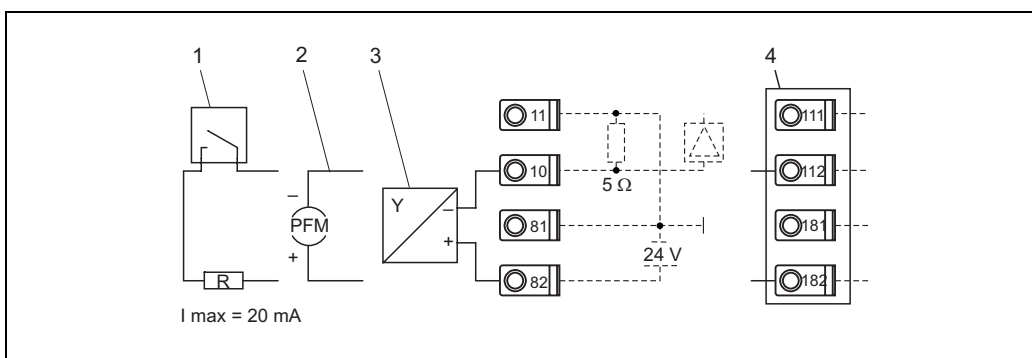 1 2 3 4
11 111
Y 10 112
– –
5 Ω
PFM 81 181
+ +
24 V
R 82 182
I max = 20 mA